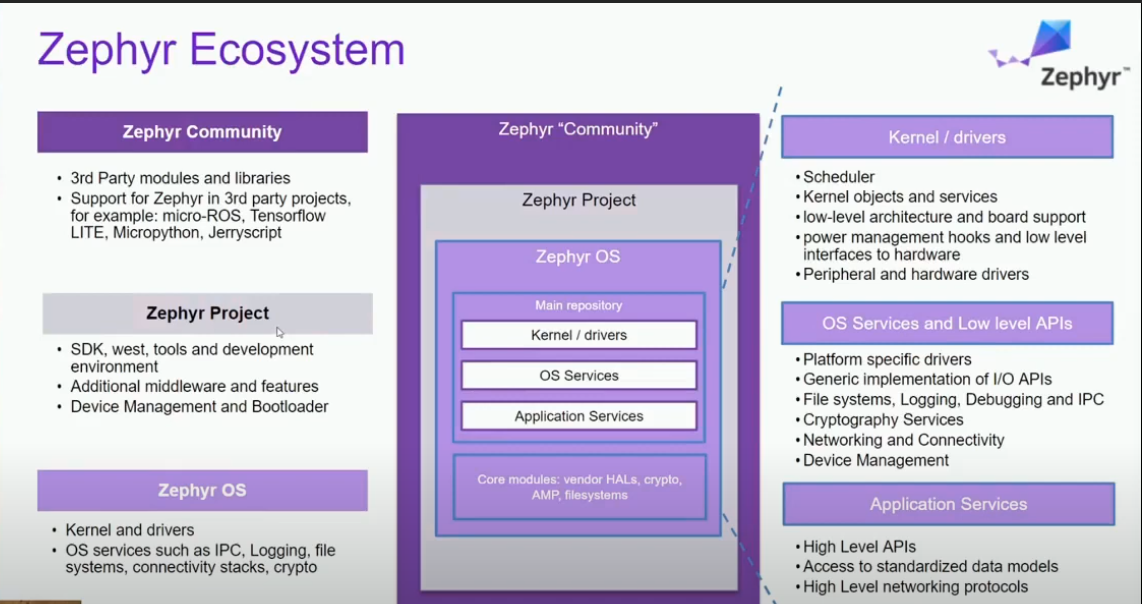 Zephyr Ecosystem
Zephyr™
Zephyr Community
• 3rd Party modules and libraries
• Support for Zephyr in 3rd party projects,
for example: micro-ROS, Tensorflow
LITE, Micropython, Jerryscript
Zephyr Project
• SDK, west, tools and development
environment
• Additional middleware and features
• Device Management and Bootloader
Zephyr OS
• Kernel and drivers
• OS services such as IPC, Logging, file
systems, connectivity stacks, crypto
Zephyr “Community”
Zephyr Project
Zephyr OS
Main repository
Kernel / drivers
OS Services
Application Services
Core modules: vendor HALs, crypto,
AMP, filesystems
Kernel / drivers
• Scheduler
• Kernel objects and services
• low-level architecture and board support
• power management hooks and low level
interfaces to hardware
• Peripheral and hardware drivers
OS Services and Low level APIs
• Platform specific drivers
• Generic implementation of I/O APIs
• File systems, Logging, Debugging and IPC
• Cryptography Services
• Networking and Connectivity
• Device Management
Application Services
• High Level APIs
• Access to standardized data models
• High Level networking protocols